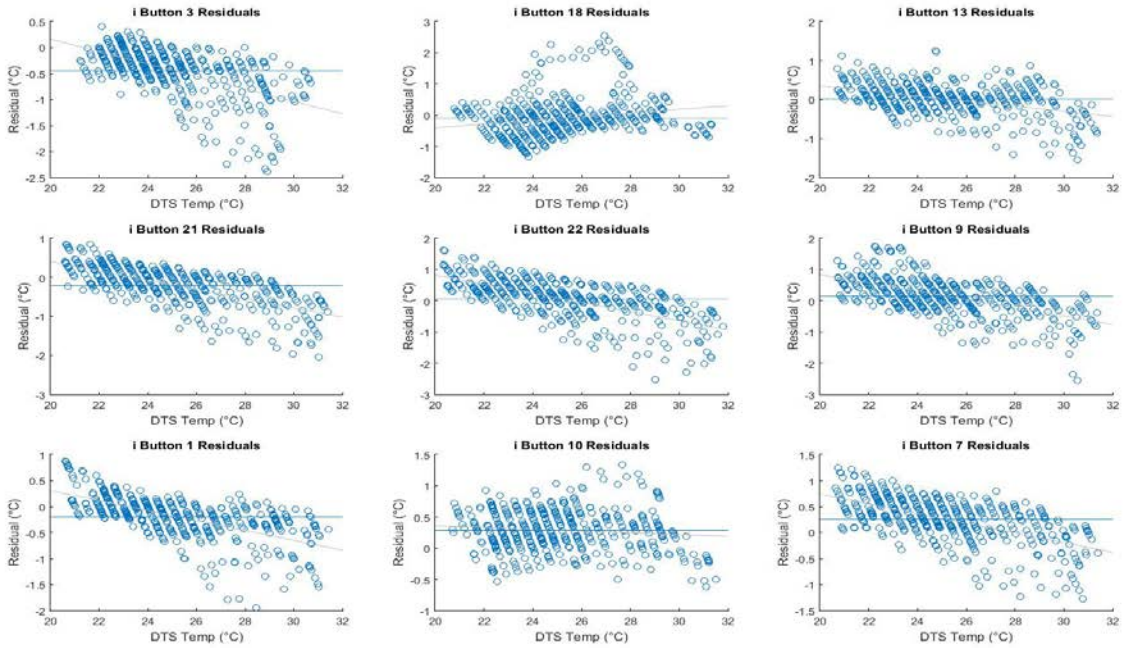 i Button 3 Residuals
Residual (°C)
0.5
0
-0.5
-1
-1.5
-2
-2.5
20 22 24 26 28 30 32
DTS Temp (°C)
i Button 18 Residuals
Residual (°C)
3
2
1
0
-1
-2
20 22 24 26 28 30 32
DTS Temp (°C)
i Button 13 Residuals
Residual (°C)
2
1
0
-1
-2
20 22 24 26 28 30 32
DTS Temp (°C)
i Button 21 Residuals
Residual (°C)
1
0
-1
-2
-3
20 22 24 26 28 30 32
DTS Temp (°C)
i Button 22 Residuals
Residual (°C)
2
1
0
-1
-2
-3
20 22 24 26 28 30 32
DTS Temp (°C)
i Button 9 Residuals
Residual (°C)
2
1
0
-1
-2
-3
20 22 24 26 28 30 32
DTS Temp (°C)
i Button 1 Residuals
Residual (°C)
1
0.5
0
-0.5
-1
-1.5
-2
20 22 24 26 28 30 32
DTS Temp (°C)
i Button 10 Residuals
Residual (°C)
1.5
1
0.5
0
-0.5
-1
20 22 24 26 28 30 32
DTS Temp (°C)
i Button 7 Residuals
Residual (°C)
1.5
1
0.5
0
-0.5
-1
-1.5
20 22 24 26 28 30 32
DTS Temp (°C)